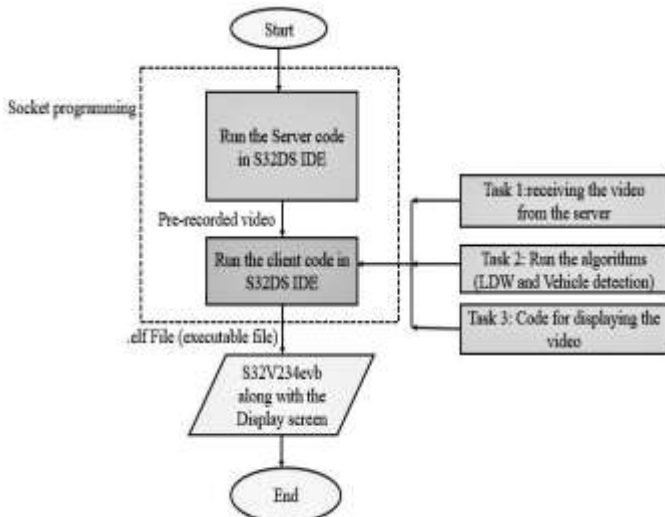 Start
Socket programming
Run the Server code
in S32DS IDE
Pre-recorded video
Run the client code in
S32DS IDE
Task 1:receiving the video
from the server
Task 2: Run the algorithms
(LDW and Vehicle detection)
Task 3: Code for displaying the
video
.elf File (executable file)
S32V234evb
along with the
Display screen
End